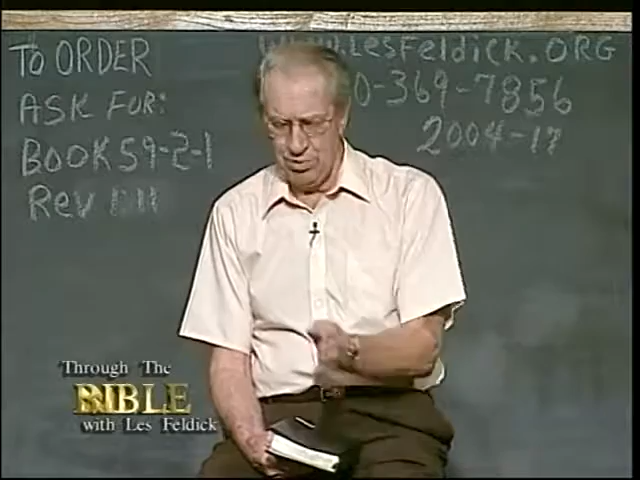 TO ORDER
ASK FOR:
BOOK 59-2-1
Rev
LESFeldick.ORG
0-369-7856
2004-17
Through The
BIBLE
with Les Feldick